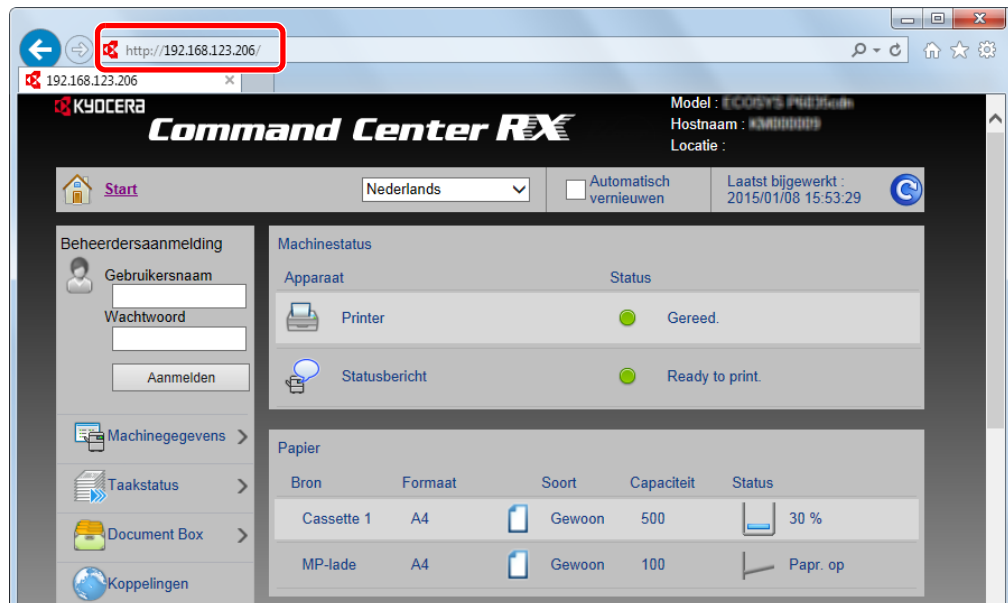 http://192.168.123.206/
192.168.123.206
KYOCERA
Command Center RX
Model :
Hostnaam :
Locatie :
Start
Nederlands
Automatisch vernieuwen
Laatst bijgewerkt :
2015/01/08 15:53:29
Beheerdersaanmelding
Gebruikersnaam
Wachtwoord
Aanmelden
Machinegegevens
Taakstatus
Document Box
Koppelingen
Machinestatus
Apparaat Status
Printer Gereed.
Statusbericht Ready to print.
Papier
Bron Formaat Soort Capaciteit Status
Cassette 1 A4 Gewoon 500 30 %
MP-lade A4 Gewoon 100 Papr. op